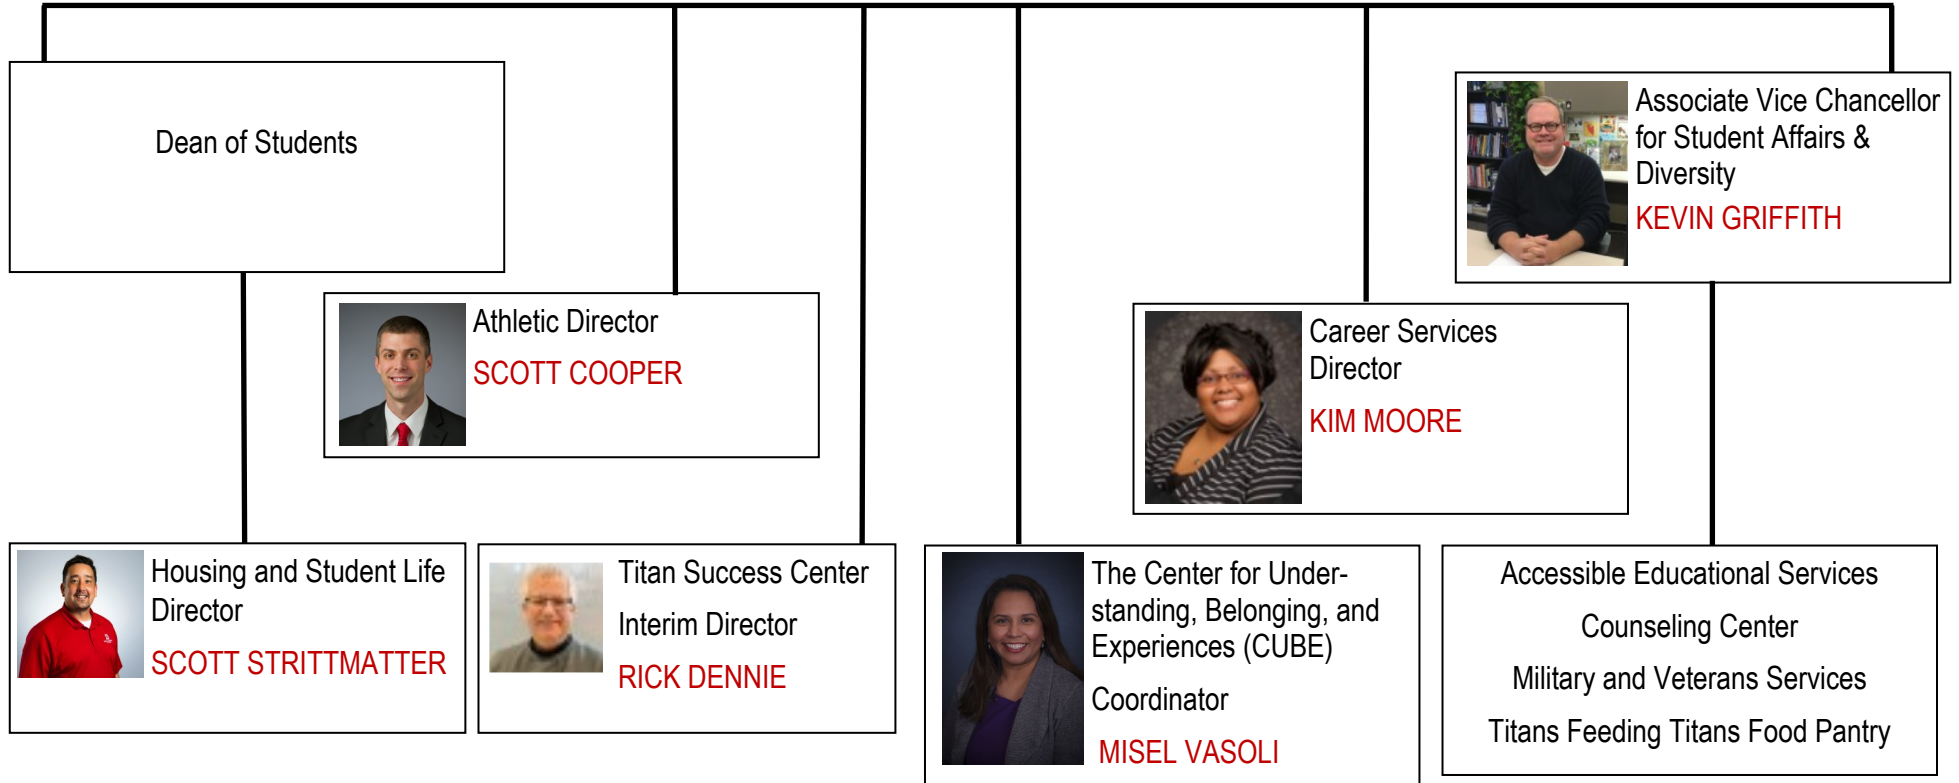 Dean of Students
Associate Vice Chancellor
for Student Affairs &
Diversity
KEVIN GRIFFITH
Athletic Director
SCOTT COOPER
Career Services
Director
KIM MOORE
Housing and Student Life
Director
SCOTT STRITTMATTER
Titan Success Center
Interim Director
RICK DENNIE
The Center for Under-
standing, Belonging, and
Experiences (CUBE)
Coordinator
MISEL VASOLI
Accessible Educational Services
Counseling Center
Military and Veterans Services
Titans Feeding Titans Food Pantry